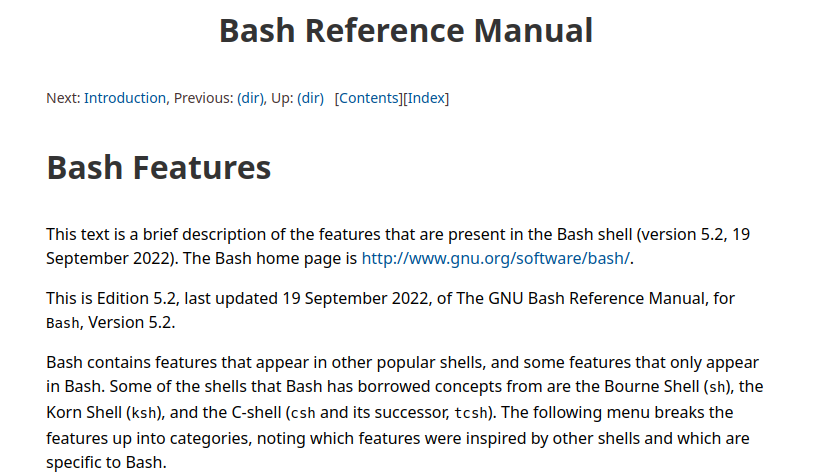 Bash Reference Manual
Next: Introduction, Previous: (dir), Up: (dir) [Contents][Index]
Bash Features
This text is a brief description of the features that are present in the Bash shell (version 5.2, 19
September 2022). The Bash home page is http://www.gnu.org/software/bash/.
This is Edition 5.2, last updated 19 September 2022, of The GNU Bash Reference Manual, for
Bash, Version 5.2.
Bash contains features that appear in other popular shells, and some features that only appear
in Bash. Some of the shells that Bash has borrowed concepts from are the Bourne Shell (sh), the
Korn Shell (ksh), and the C-shell (csh and its successor, tcsh). The following menu breaks the
features up into categories, noting which features were inspired by other shells and which are
specific to Bash.